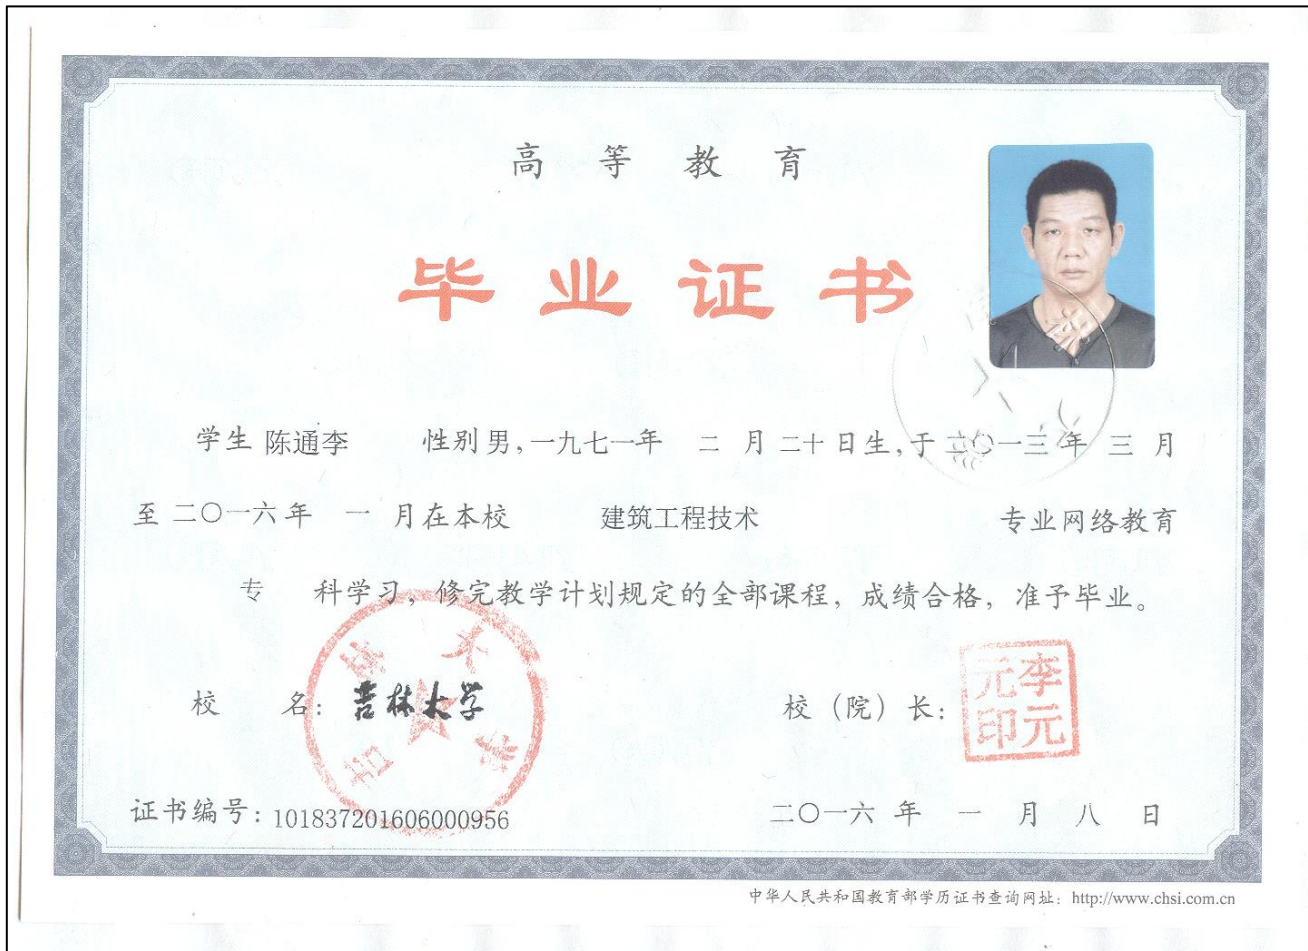 高等教育
毕业证书
学生 陈通李 性别 男，一九七一年 二 月 二十 日生，于 二〇一三 年 三 月
至 二〇一六 年 一 月在本校 建筑工程技术 专业网络教育
专 科学习，修完教学计划规定的全部课程，成绩合格，准予毕业。
校 名：吉林大学
吉林大学
校（院）长：
李元元印
证书编号：101837201606000956
二〇一六 年 一 月 八 日
中华人民共和国教育部学历证书查询网址：http://www.chsi.com.cn